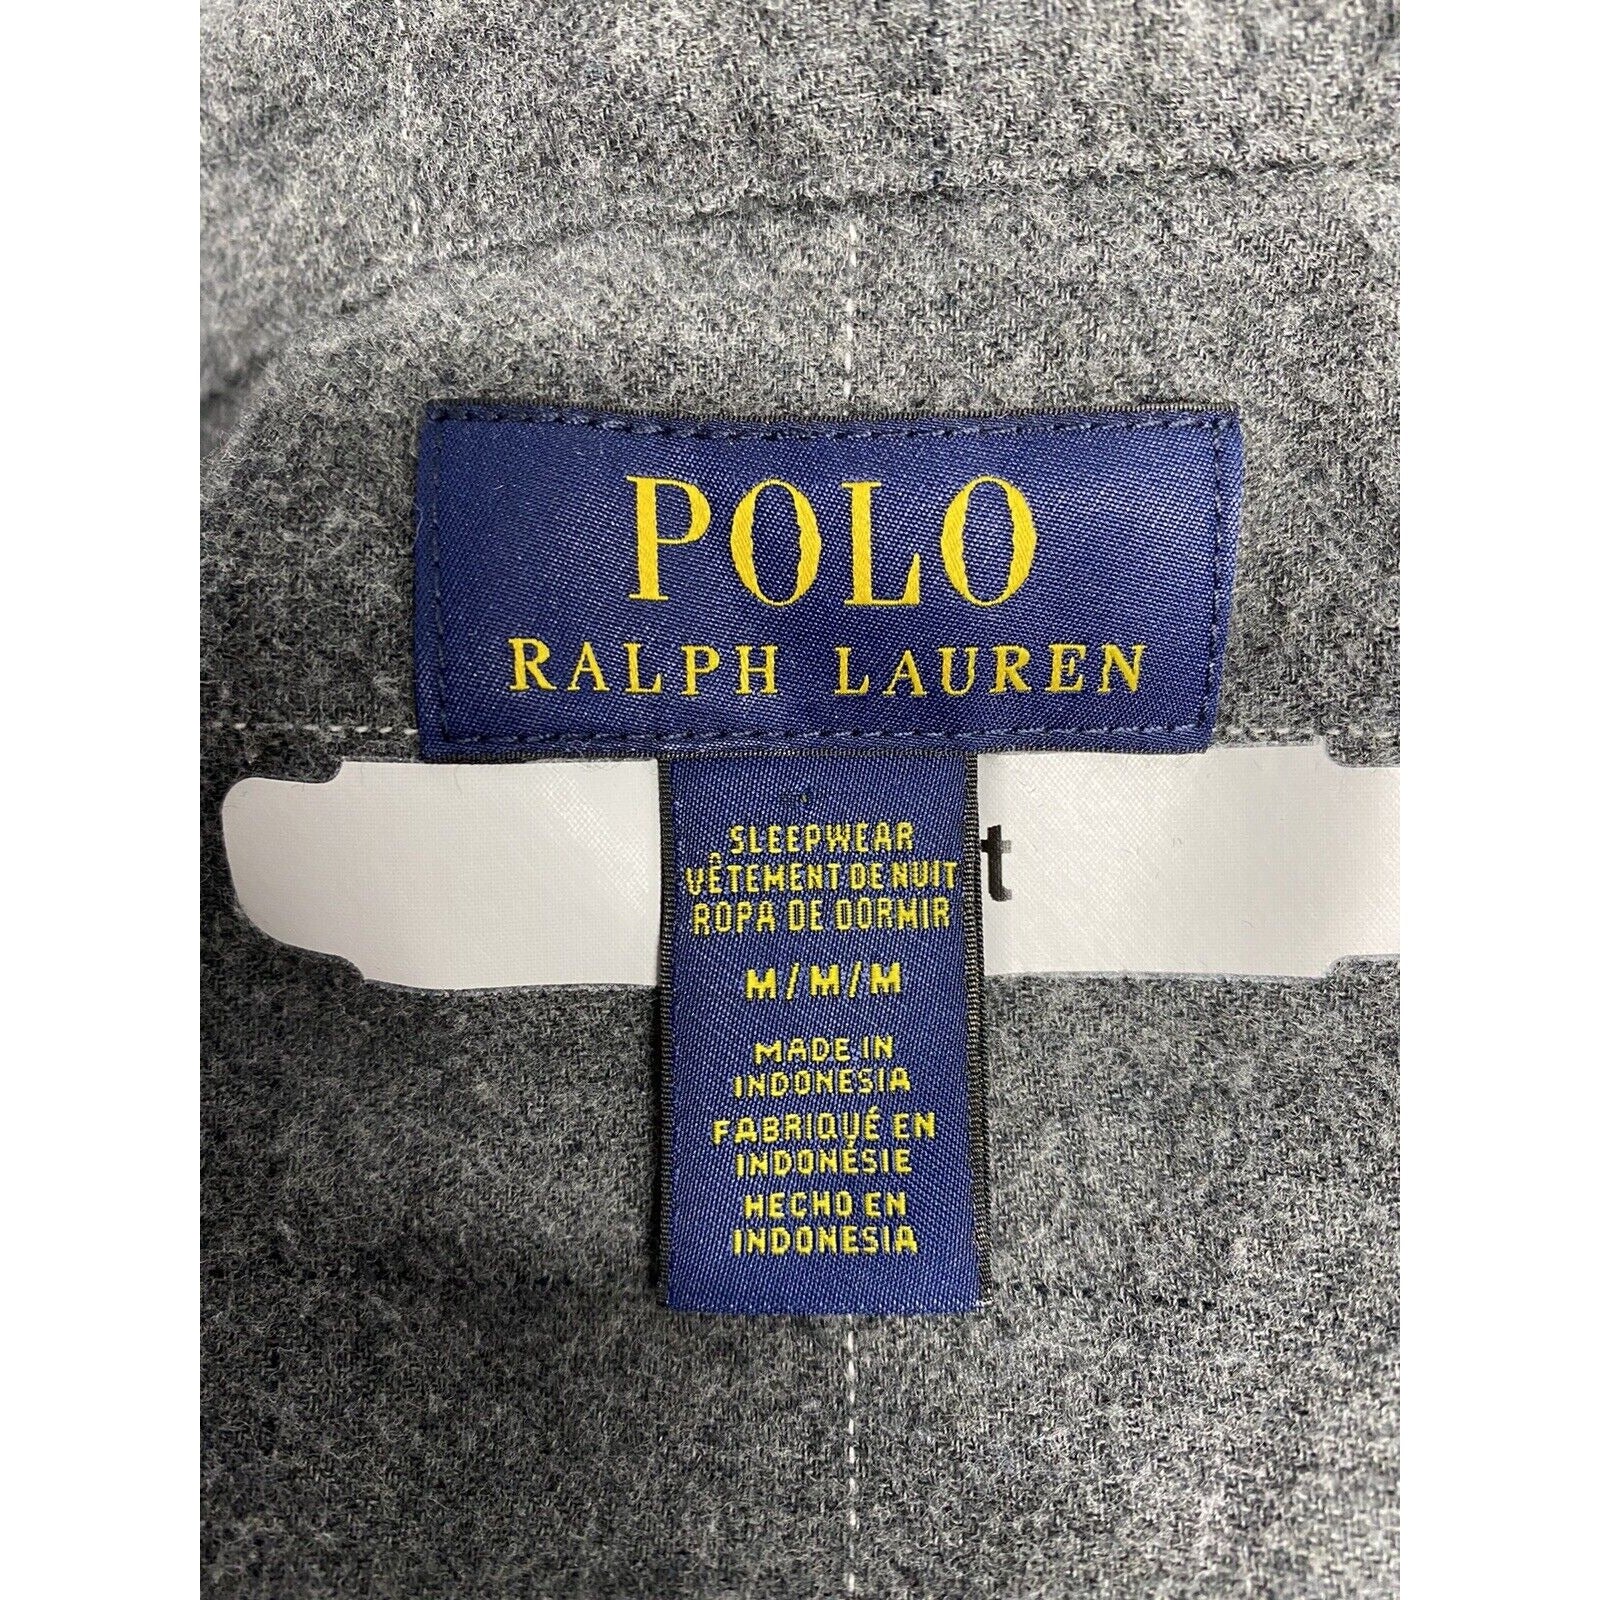 POLO
RALPH LAUREN
SLEEPWEAR
VÊTEMENT DE NUIT
ROPA DE DORMIR
M/M/M
MADE IN
INDONESIA
FABRIQUÉ EN
INDONÉSIE
HECHO EN
INDONESIA
t